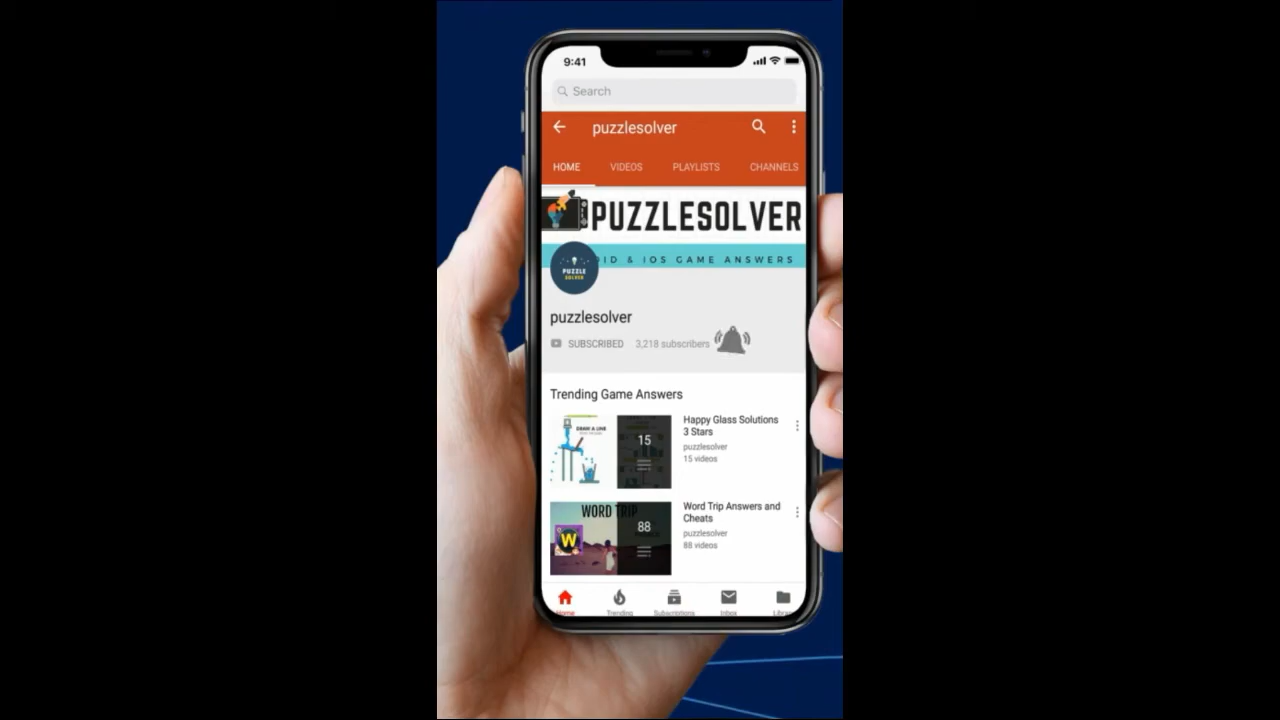 9:41
Search
puzzlesolver
HOME VIDEOS PLAYLISTS CHANNELS
PUZZLESOLVER
ID & IOS GAME ANSWERS
PUZZLE
SOLVER
puzzlesolver
SUBSCRIBED 3,218 subscribers
Trending Game Answers
DRAW A LINE
15
Happy Glass Solutions
3 Stars
puzzlesolver
15 videos
WORD TRIP
W
88
Word Trip Answers and
Cheats
puzzlesolver
88 videos
Home Trending Subscriptions Inbox